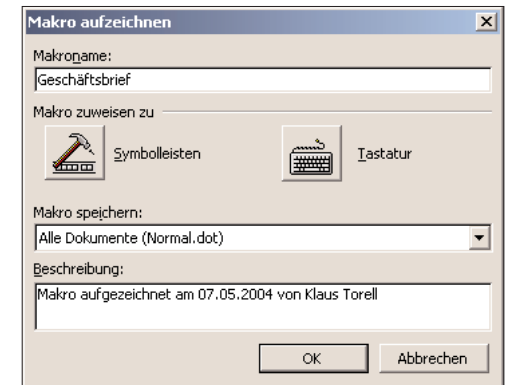 Makro aufzeichnen
Makroname:
Geschäftsbrief
Makro zuweisen zu
Symbolleisten
Tastatur
Makro speichern:
Alle Dokumente (Normal.dot)
Beschreibung:
Makro aufgezeichnet am 07.05.2004 von Klaus Torell
OK
Abbrechen